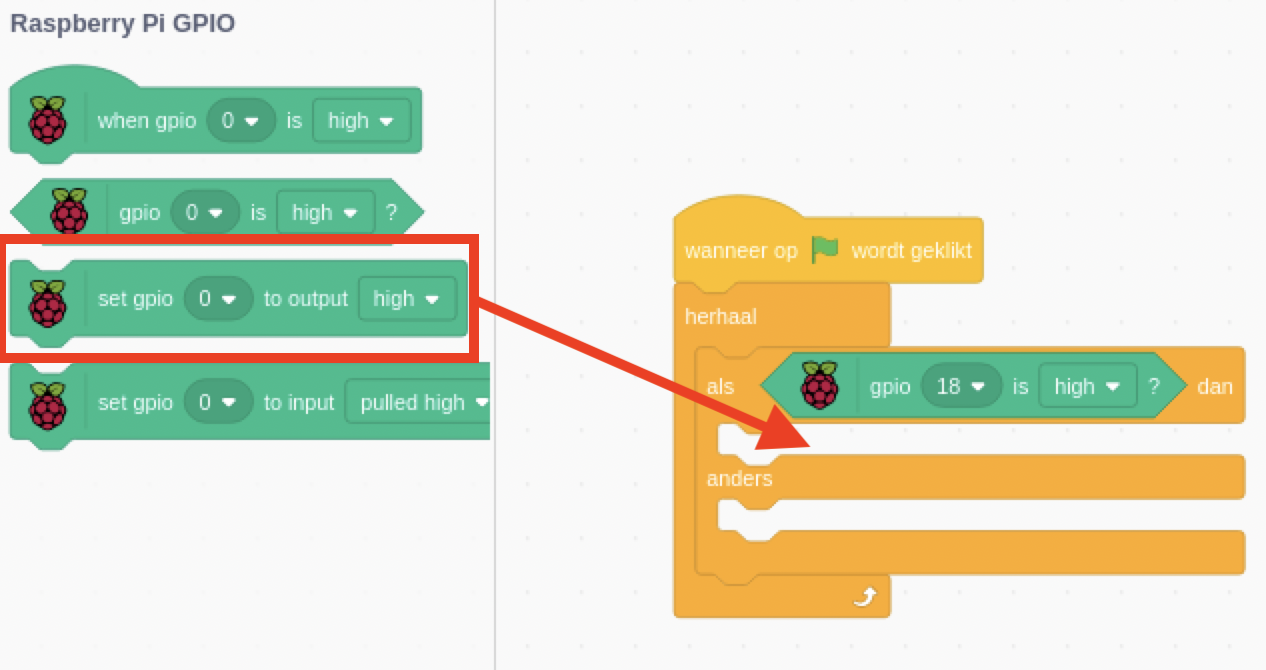 Raspberry Pi GPIO
when gpio 0 is high
gpio 0 is high ?
set gpio 0 to output high
set gpio 0 to input pulled high
wanneer op wordt geklikt
herhaal
als gpio 18 is high ? dan
anders